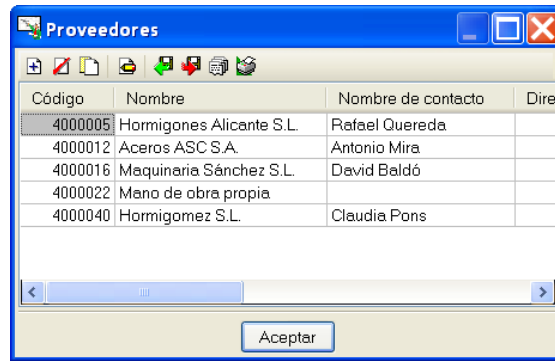 Proveedores
Código Nombre Nombre de contacto Dire
4000005 Hormigones Alicante S.L. Rafael Quereda
4000012 Aceros ASC S.A. Antonio Mira
4000016 Maquinaria Sánchez S.L. David Baldó
4000022 Mano de obra propia
4000040 Hormigomez S.L. Claudia Pons
Aceptar